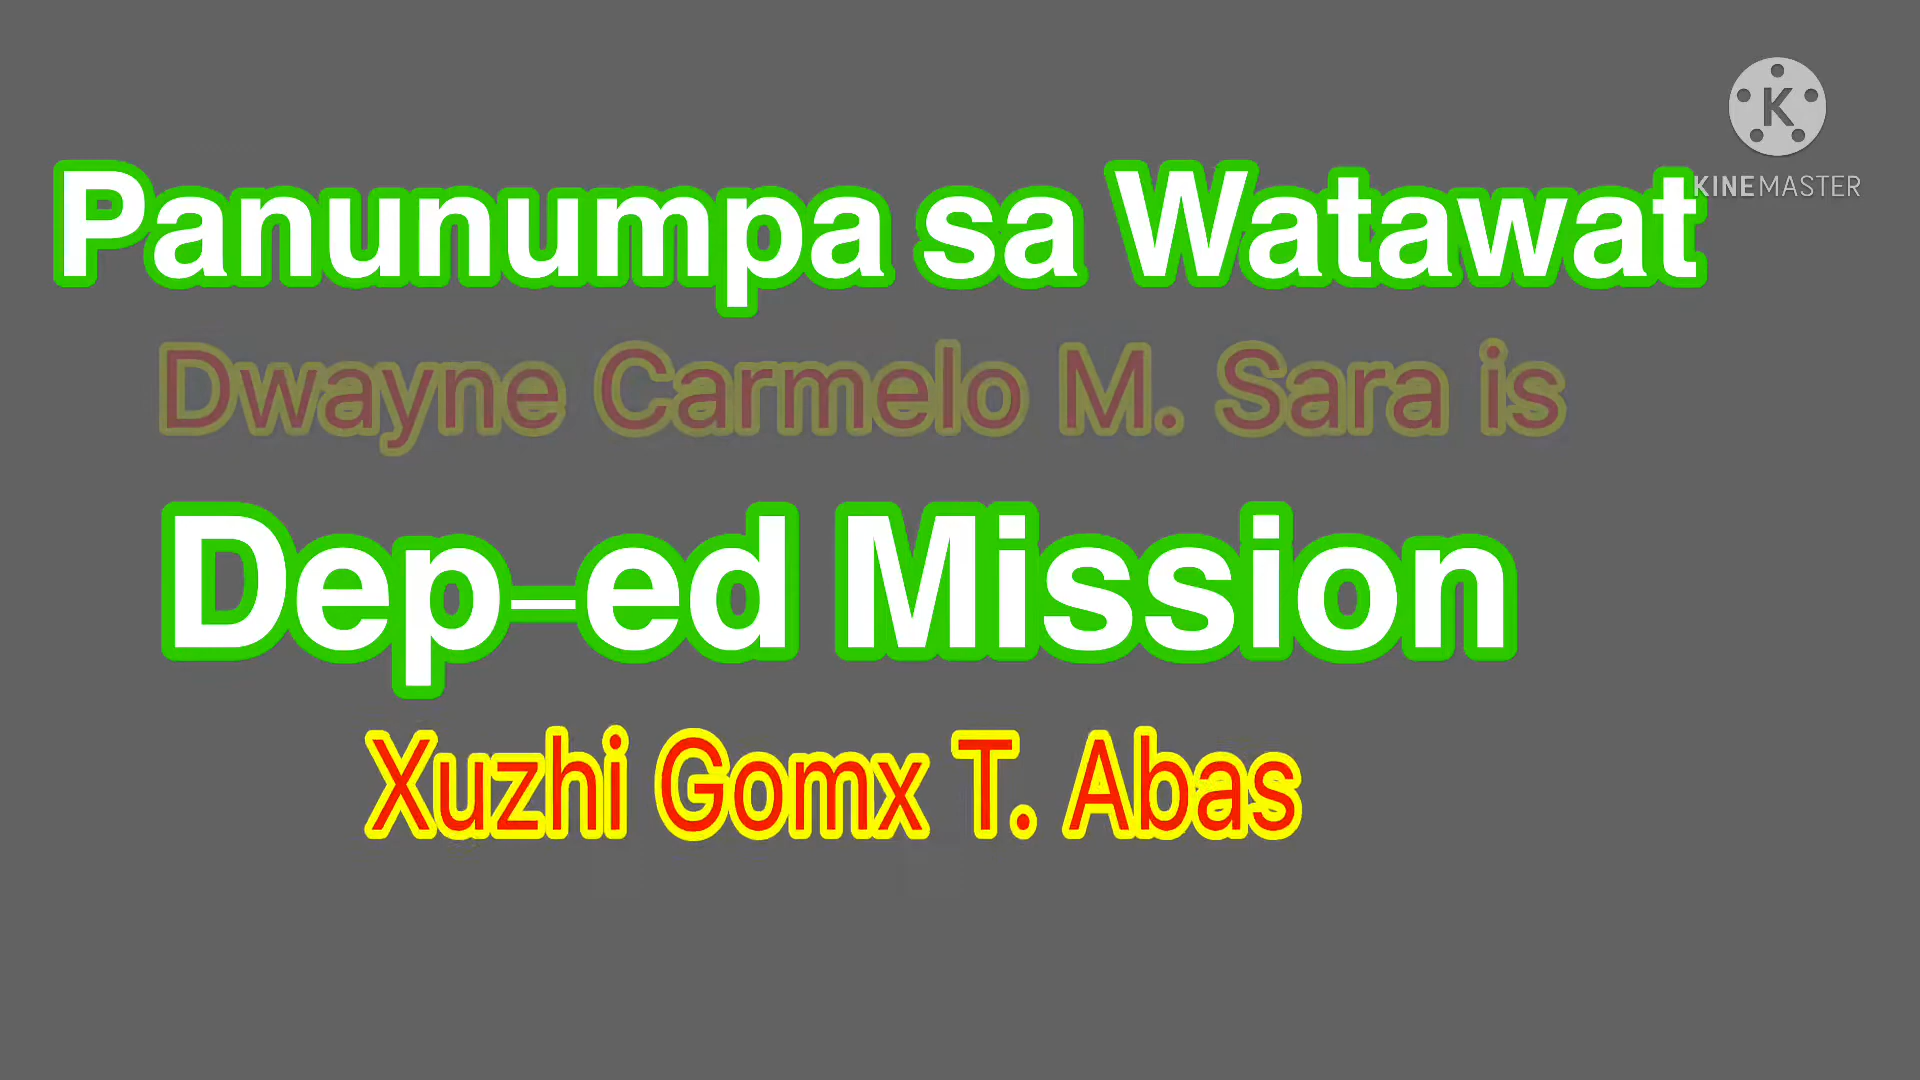 Panunumpa sa Watawat
KINEMASTER
Dwayne Carmelo M. Sara is
Dep-ed Mission
Xuzhi Gomx T. Abas